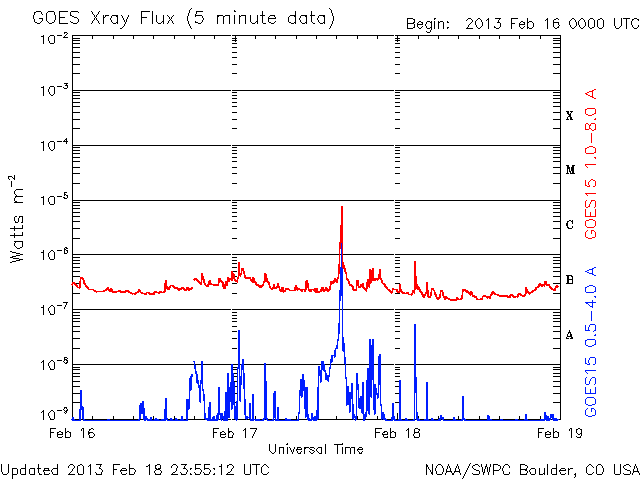 GOES Xray Flux (5 minute data)
Begin: 2013 Feb 16 0000 UTC
10^-2
10^-3
10^-4
10^-5
10^-6
10^-7
10^-8
10^-9
Watts m^-2
X
M
C
B
A
GOES15 1.0-8.0 A
GOES15 0.5-4.0 A
Feb 16
Feb 17
Feb 18
Feb 19
Universal Time
Updated 2013 Feb 18 23:55:12 UTC
NOAA/SWPC Boulder, CO USA